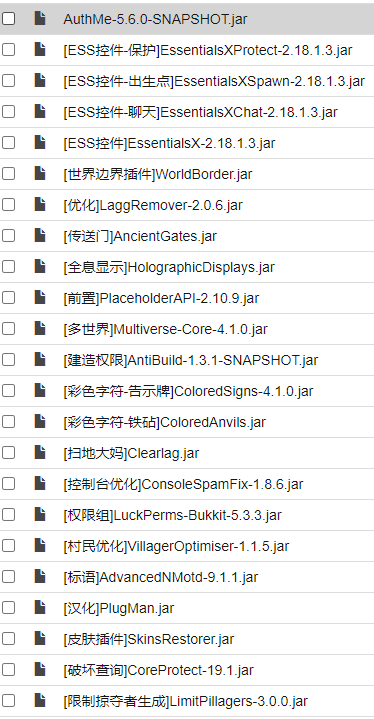 AuthMe-5.6.0-SNAPSHOT.jar
[ESS控件-保护]EssentialsXProtect-2.18.1.3.jar
[ESS控件-出生点]EssentialsXSpawn-2.18.1.3.jar
[ESS控件-聊天]EssentialsXChat-2.18.1.3.jar
[ESS控件]EssentialsX-2.18.1.3.jar
[世界边界插件]WorldBorder.jar
[优化]LaggRemover-2.0.6.jar
[传送门]AncientGates.jar
[全息显示]HolographicDisplays.jar
[前置]PlaceholderAPI-2.10.9.jar
[多世界]Multiverse-Core-4.1.0.jar
[建造权限]AntiBuild-1.3.1-SNAPSHOT.jar
[彩色字符-告示牌]ColoredSigns-4.1.0.jar
[彩色字符-铁砧]ColoredAnvils.jar
[扫地大妈]Clearlag.jar
[控制台优化]ConsoleSpamFix-1.8.6.jar
[权限组]LuckPerms-Bukkit-5.3.3.jar
[村民优化]VillagerOptimiser-1.1.5.jar
[标语]AdvancedNMotd-9.1.1.jar
[汉化]PlugMan.jar
[皮肤插件]SkinsRestorer.jar
[破坏查询]CoreProtect-19.1.jar
[限制掠夺者生成]LimitPillagers-3.0.0.jar